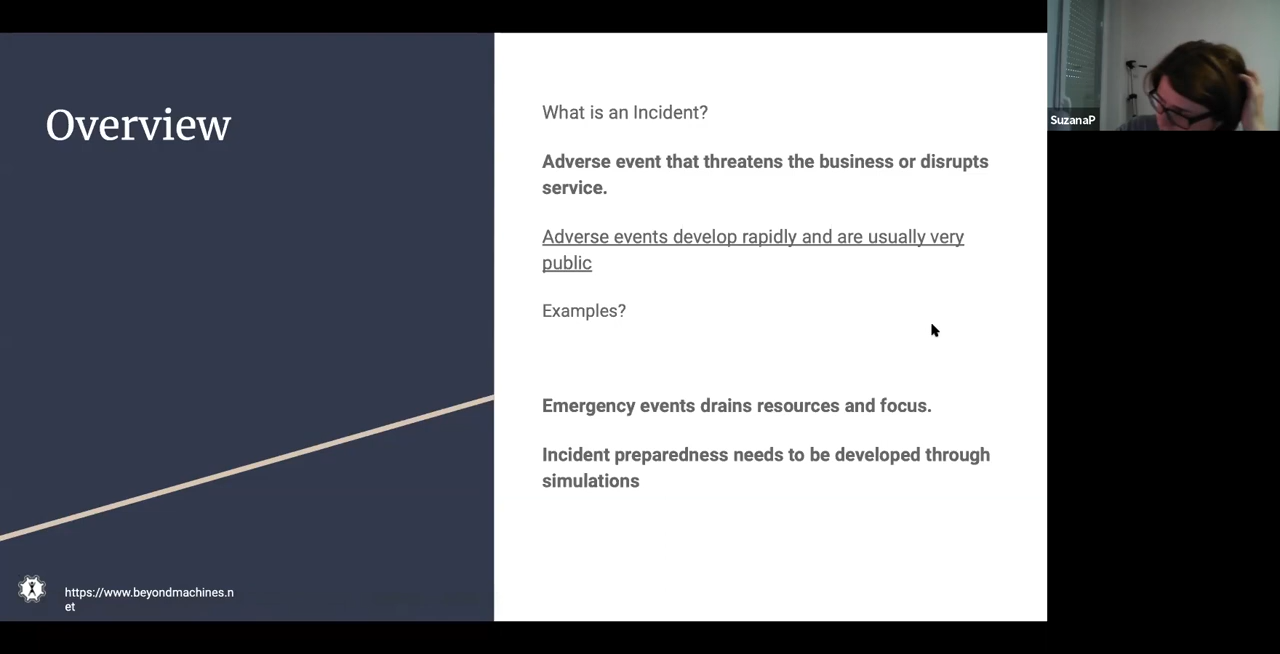 Overview
What is an Incident?
Adverse event that threatens the business or disrupts
service.
Adverse events develop rapidly and are usually very
public
Examples?
Emergency events drains resources and focus.
Incident preparedness needs to be developed through
simulations
https://www.beyondmachines.n
et
SuzanaP